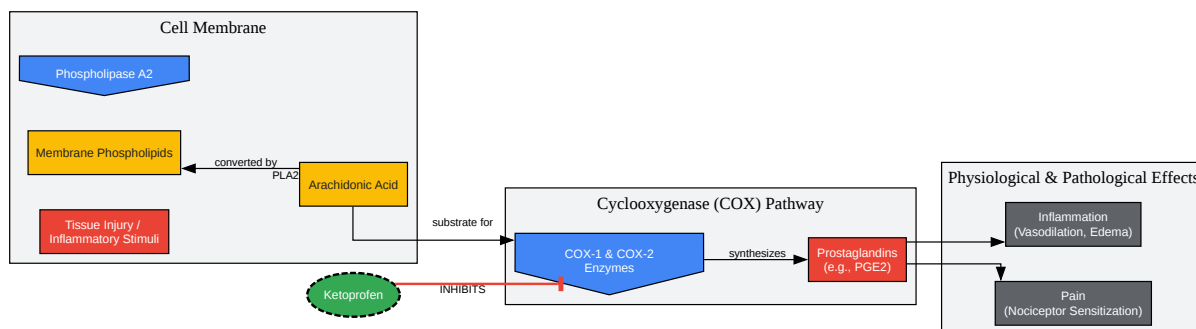 Cell Membrane
Phospholipase A2
Membrane Phospholipids
converted by
PLA2
Arachidonic Acid
Tissue Injury /
Inflammatory Stimuli
substrate for
Ketoprofen
INHIBITS
Cyclooxygenase (COX) Pathway
COX-1 & COX-2
Enzymes
synthesizes
Prostaglandins
(e.g., PGE2)
Physiological & Pathological Effects
Inflammation
(Vasodilation, Edema)
Pain
(Nociceptor Sensitization)